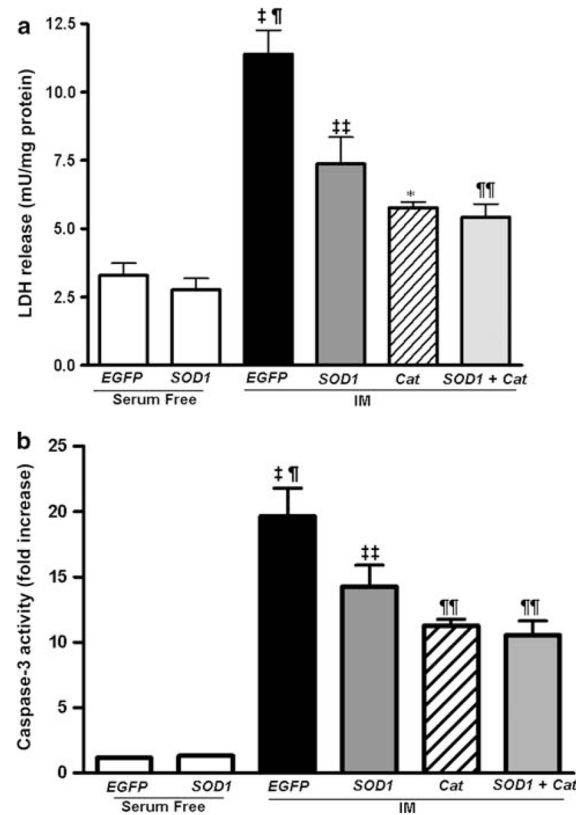 a
LDH release (mU/mg protein)
12.5
10.0
7.5
5.0
2.5
0.0
‡ ¶
‡‡
*
¶¶
EGFP SOD1 EGFP SOD1 Cat SOD1 + Cat
Serum Free IM
b
Caspase-3 activity (fold increase)
25
20
15
10
5
0
‡ ¶
‡‡
¶¶ ¶¶
EGFP SOD1 EGFP SOD1 Cat SOD1 + Cat
Serum Free IM